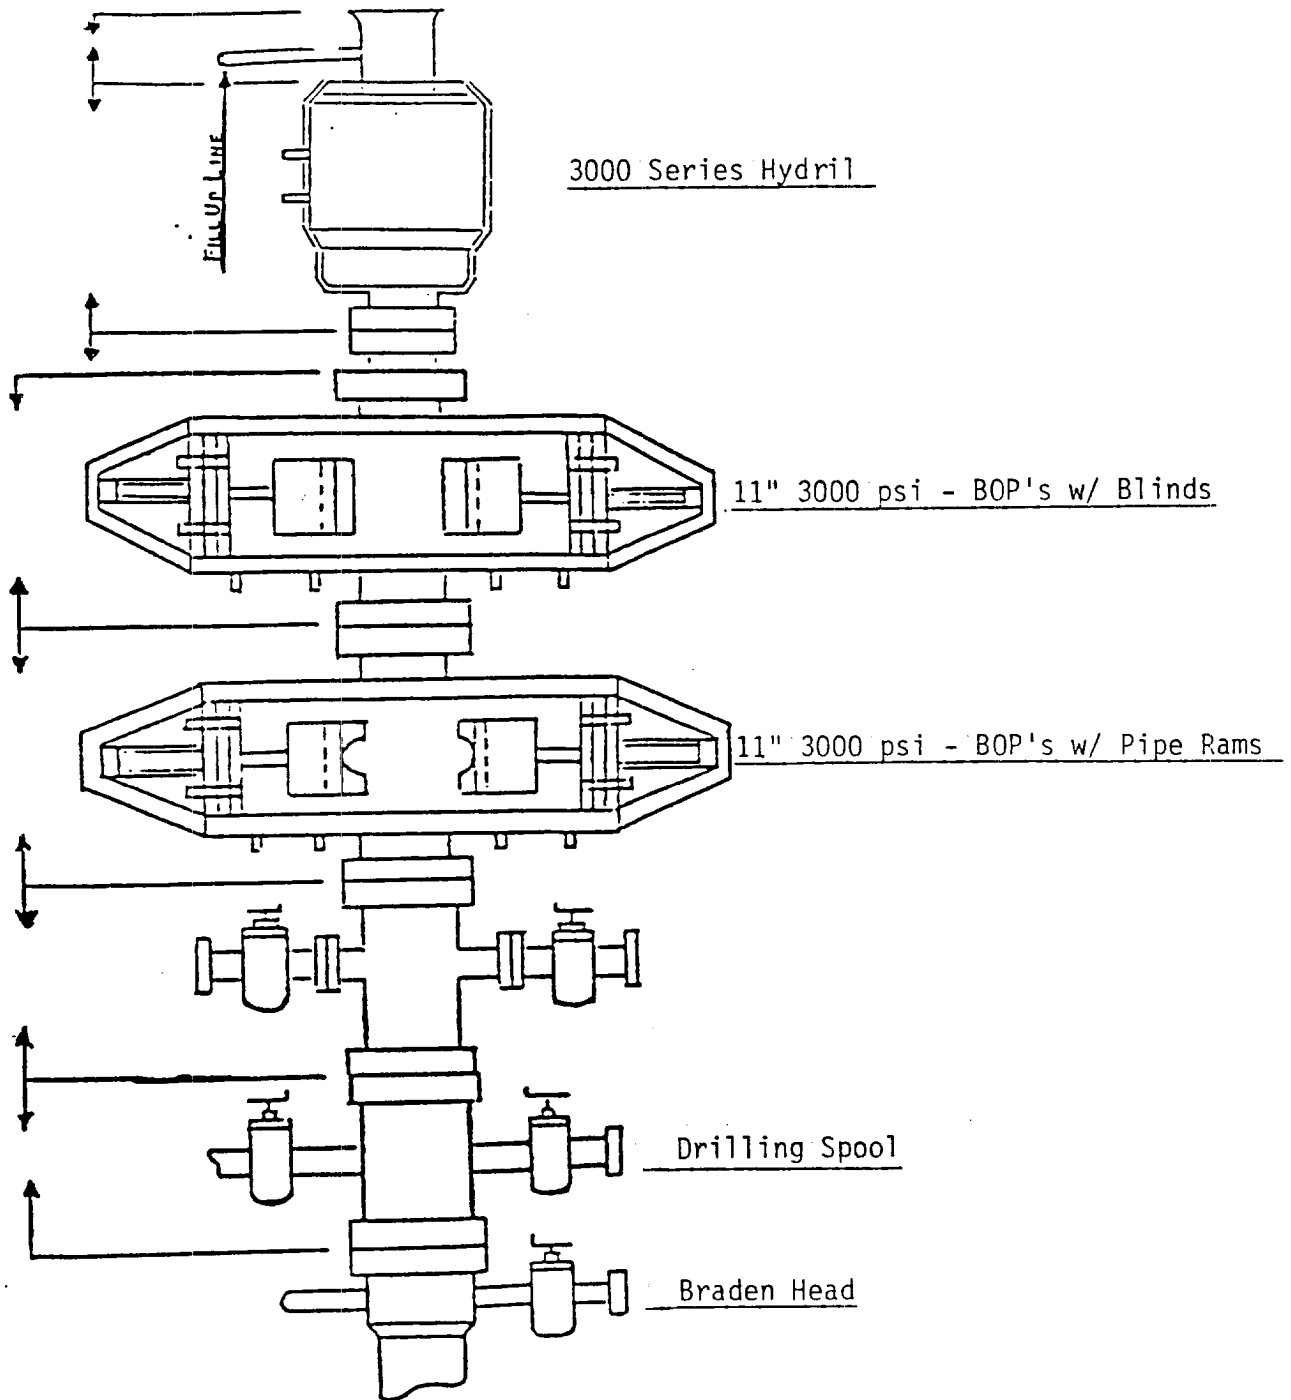 FILL UP LINE
3000 Series Hydril
11" 3000 psi - BOP's w/ Blinds
11" 3000 psi - BOP's w/ Pipe Rams
Drilling Spool
Braden Head